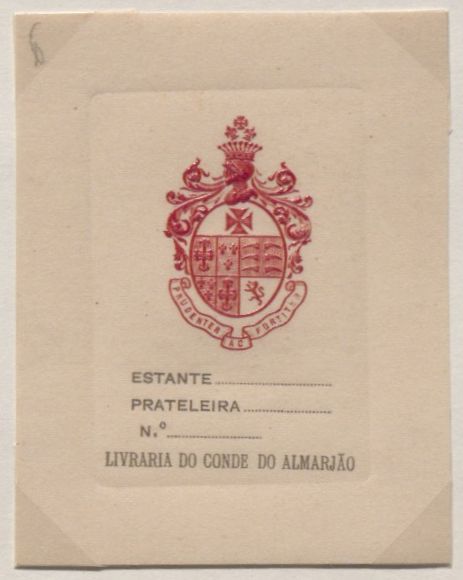 PRUDENTER AC FORTITER
ESTANTE
PRATELEIRA
N.º
LIVRARIA DO CONDE DO ALMARJÃO